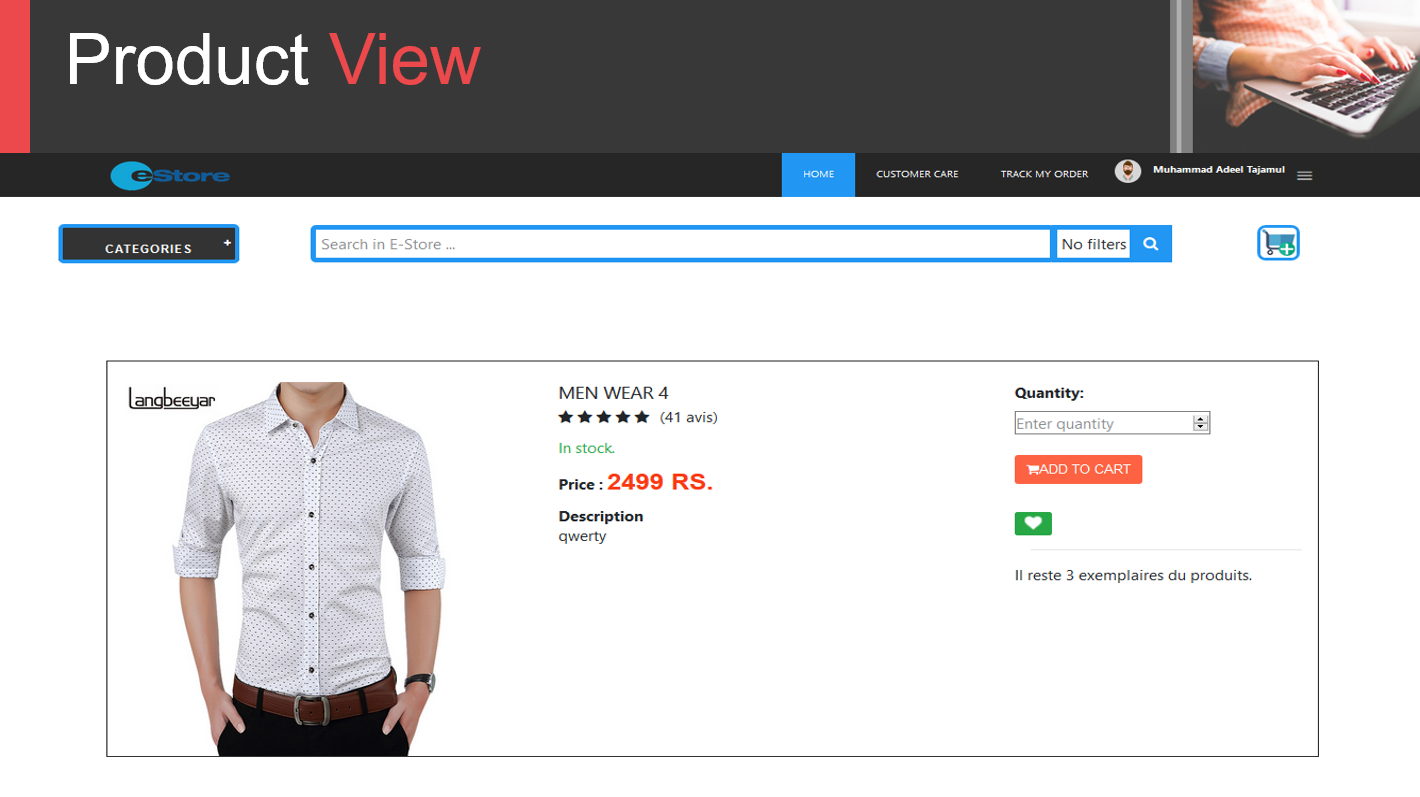 Product View
eStore
HOME
CUSTOMER CARE
TRACK MY ORDER
Muhammad Adeel Tajamul
CATEGORIES +
Search in E-Store ...
No filters
Langbeeyar
MEN WEAR 4
(41 avis)
In stock.
Price : 2499 RS.
Description
qwerty
Quantity:
Enter quantity
ADD TO CART
Il reste 3 exemplaires du produits.